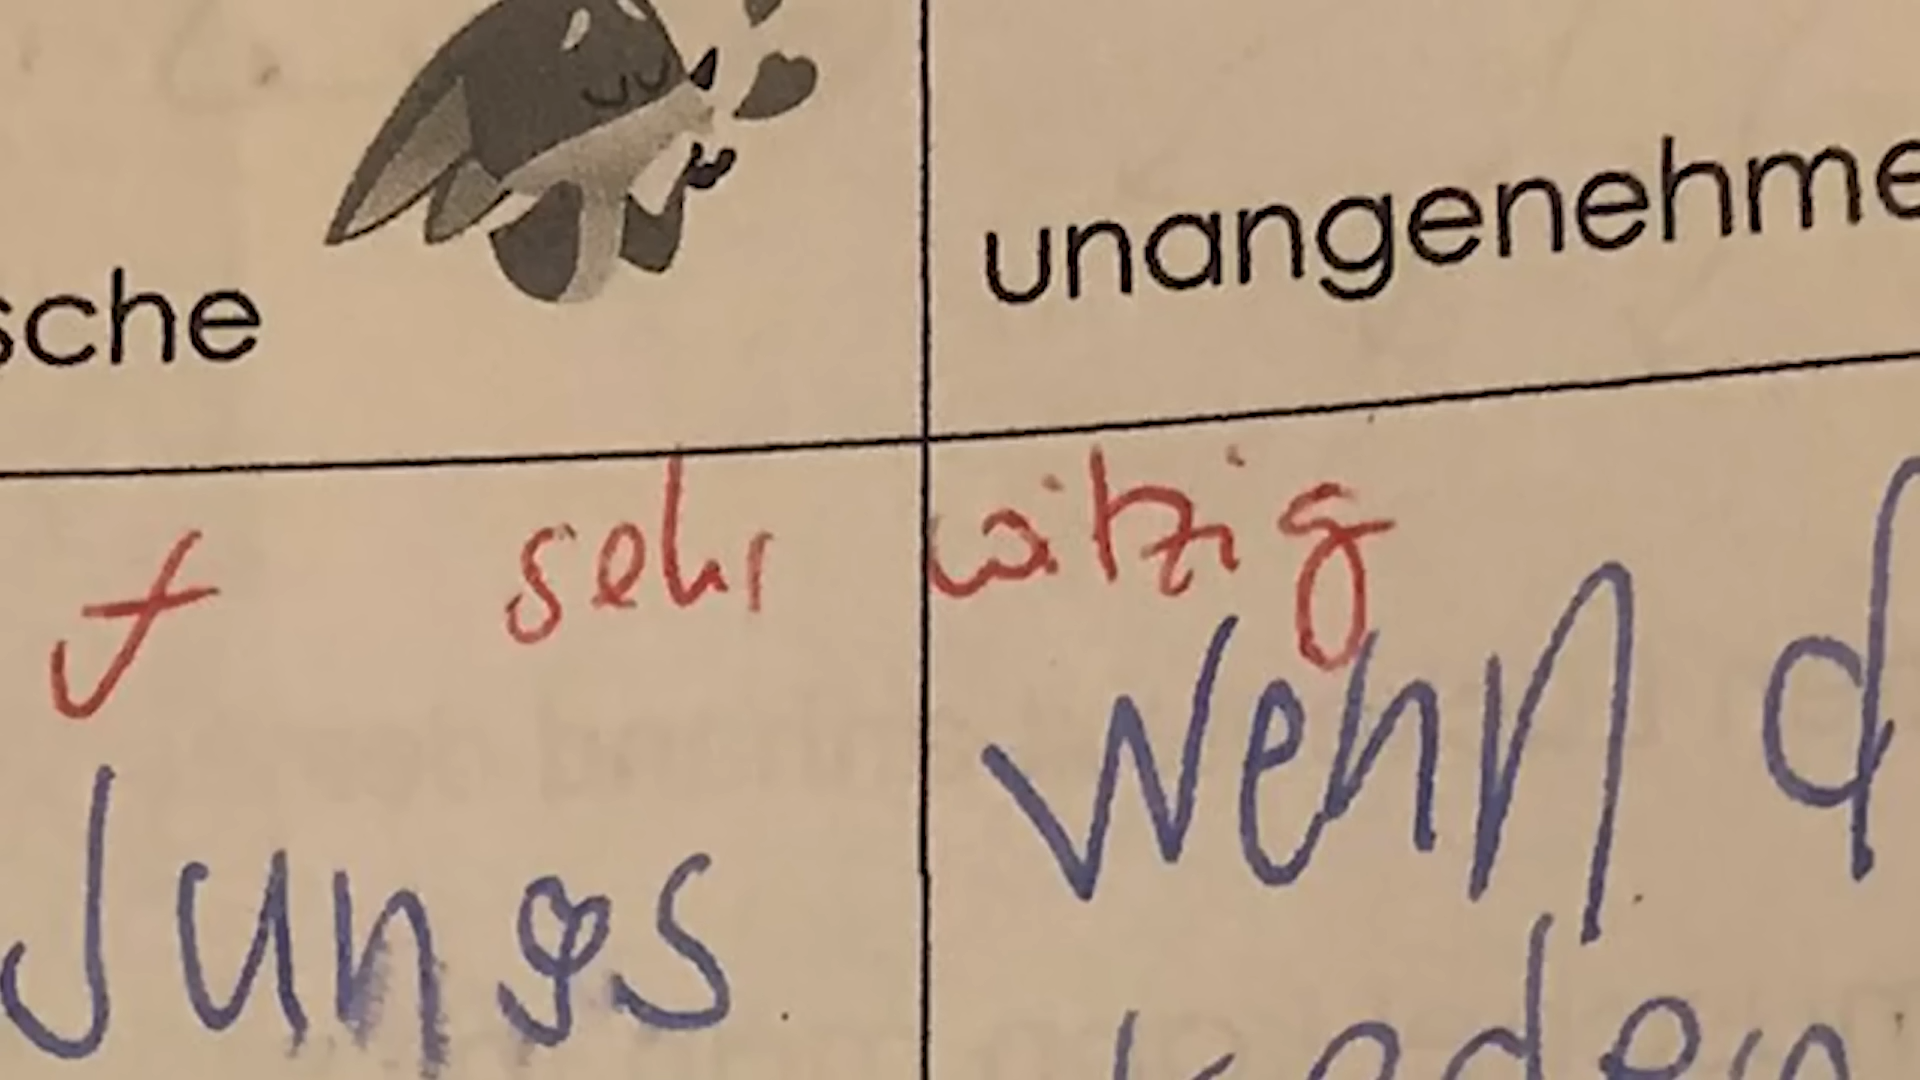 sche
unangenehme
f sehr witzig
Jungs
wenn d